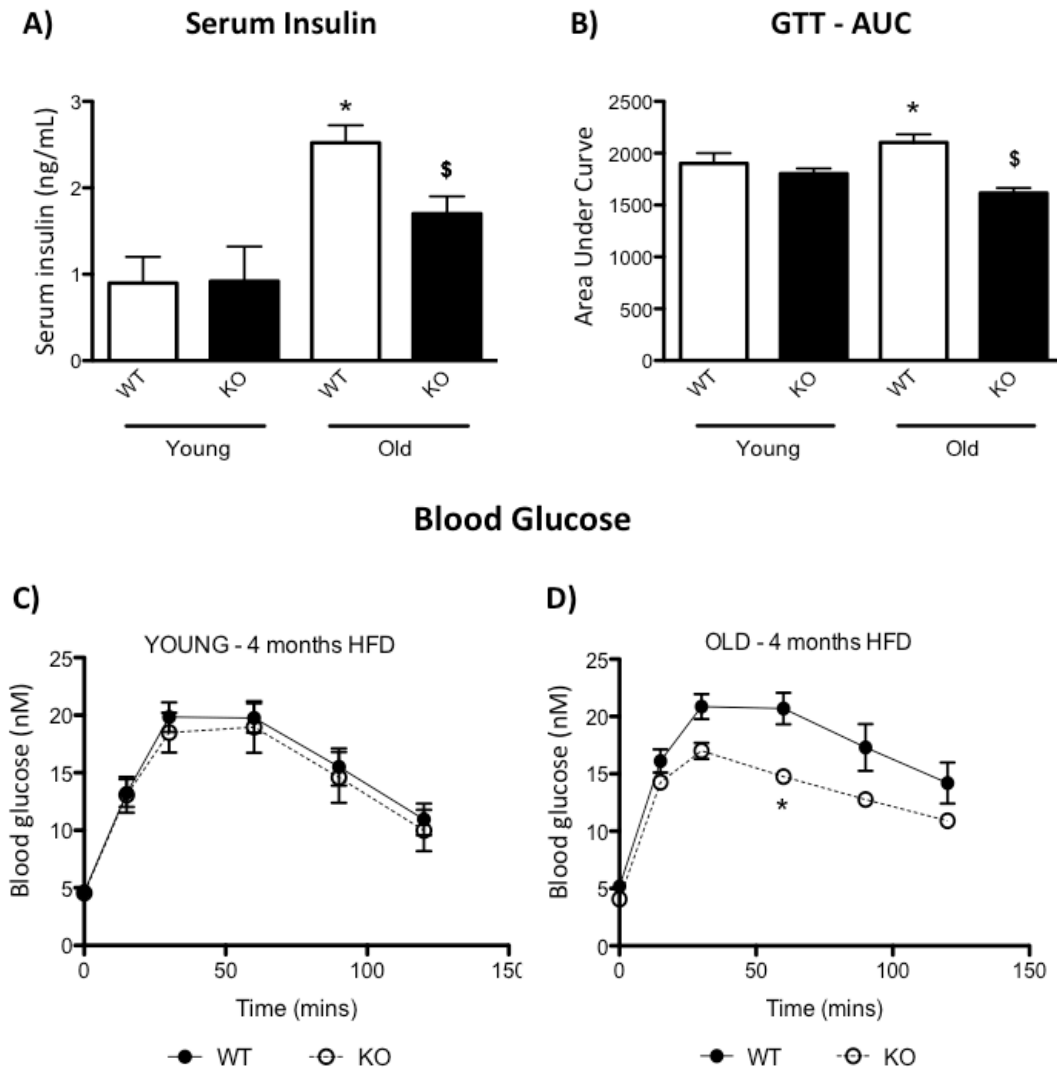 A) Serum Insulin
B) GTT - AUC
Serum insulin (ng/mL)
3
2
1
0
*
$
WT KO WT KO
Young Old
Area Under Curve
2500
2000
1500
1000
500
0
*
$
WT KO WT KO
Young Old
Blood Glucose
C)
YOUNG - 4 months HFD
Blood glucose (nM)
25
20
15
10
5
0
0 50 100 150
Time (mins)
WT KO
D)
OLD - 4 months HFD
Blood glucose (nM)
25
20
15
10
5
0
*
0 50 100 150
Time (mins)
WT KO